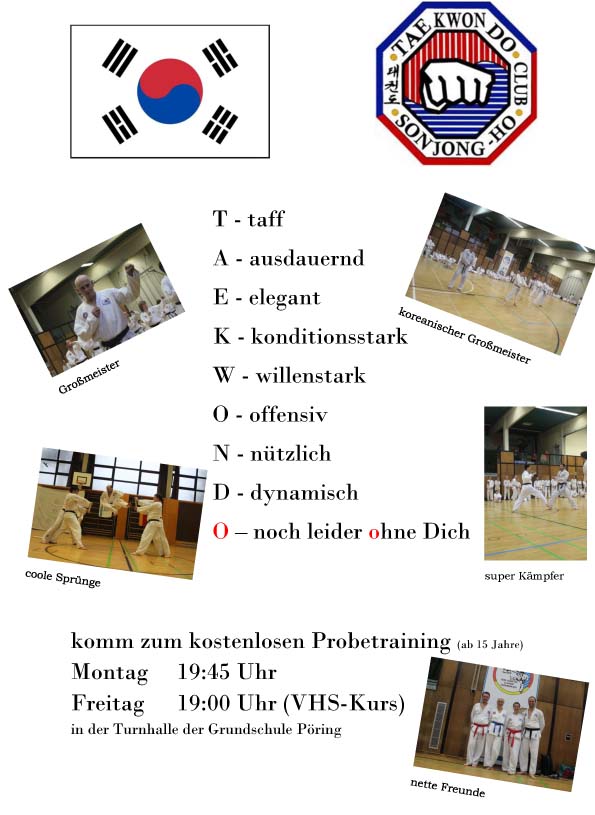 TAE KWON DO CLUB
SON JONG-HO
태권도
T - taff
A - ausdauernd
E - elegant
K - konditionsstark
W - willenstark
O - offensiv
N - nützlich
D - dynamisch
O – noch leider ohne Dich
Großmeister
koreanischer Großmeister
coole Sprünge
super Kämpfer
komm zum kostenlosen Probetraining (ab 15 Jahre)
Montag 19:45 Uhr
Freitag 19:00 Uhr (VHS-Kurs)
in der Turnhalle der Grundschule Pöring
nette Freunde